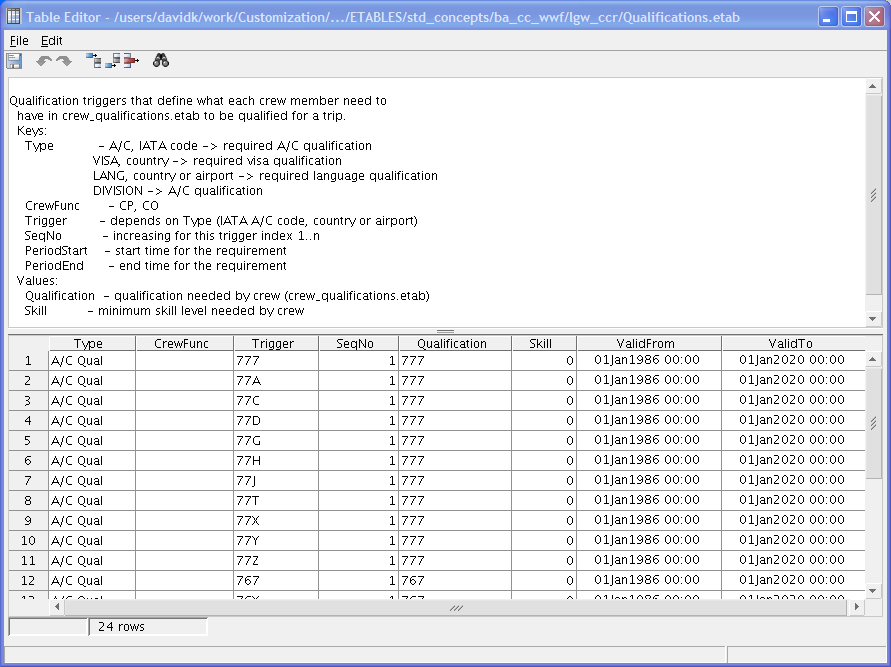 Table Editor - /users/davidk/work/Customization/.../ETABLES/std_concepts/ba_cc_wwf/lgw_ccr/Qualifications.etab
File Edit
Qualification triggers that define what each crew member need to
have in crew_qualifications.etab to be qualified for a trip.
Keys:
Type - A/C, IATA code -> required A/C qualification
VISA, country -> required visa qualification
LANG, country or airport -> required language qualification
DIVISION -> A/C qualification
CrewFunc - CP, CO
Trigger - depends on Type (IATA A/C code, country or airport)
SeqNo - increasing for this trigger index 1..n
PeriodStart - start time for the requirement
PeriodEnd - end time for the requirement
Values:
Qualification - qualification needed by crew (crew_qualifications.etab)
Skill - minimum skill level needed by crew
Type CrewFunc Trigger SeqNo Qualification Skill ValidFrom ValidTo
1 A/C Qual 777 1 777 0 01Jan1986 00:00 01Jan2020 00:00
2 A/C Qual 77A 1 777 0 01Jan1986 00:00 01Jan2020 00:00
3 A/C Qual 77C 1 777 0 01Jan1986 00:00 01Jan2020 00:00
4 A/C Qual 77D 1 777 0 01Jan1986 00:00 01Jan2020 00:00
5 A/C Qual 77G 1 777 0 01Jan1986 00:00 01Jan2020 00:00
6 A/C Qual 77H 1 777 0 01Jan1986 00:00 01Jan2020 00:00
7 A/C Qual 77J 1 777 0 01Jan1986 00:00 01Jan2020 00:00
8 A/C Qual 77T 1 777 0 01Jan1986 00:00 01Jan2020 00:00
9 A/C Qual 77X 1 777 0 01Jan1986 00:00 01Jan2020 00:00
10 A/C Qual 77Y 1 777 0 01Jan1986 00:00 01Jan2020 00:00
11 A/C Qual 77Z 1 777 0 01Jan1986 00:00 01Jan2020 00:00
12 A/C Qual 767 1 767 0 01Jan1986 00:00 01Jan2020 00:00
24 rows